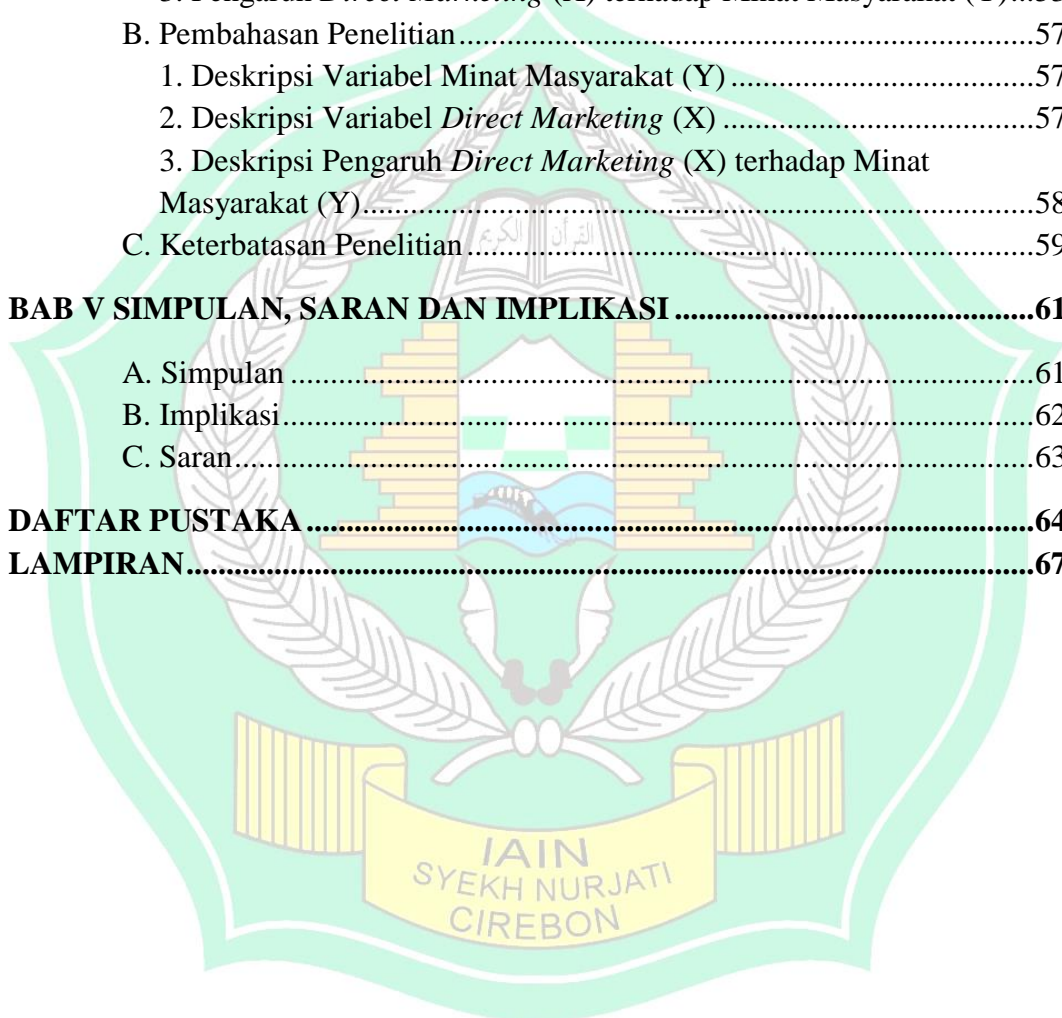 B. Pembahasan Penelitian....................................................................................57
1. Deskripsi Variabel Minat Masyarakat (Y)............................................57
2. Deskripsi Variabel Direct Marketing (X).............................................57
3. Deskripsi Pengaruh Direct Marketing (X) terhadap Minat
Masyarakat (Y)..................................................................................................58
C. Keterbatasan Penelitian...................................................................................59
BAB V SIMPULAN, SARAN DAN IMPLIKASI..........................................61
A. Simpulan............................................................................................................61
B. Implikasi.............................................................................................................62
C. Saran...................................................................................................................63
DAFTAR PUSTAKA.........................................................................................64
LAMPIRAN.........................................................................................................67
القرآن الكريم
IAIN
SYEKH NURJATI
CIREBON